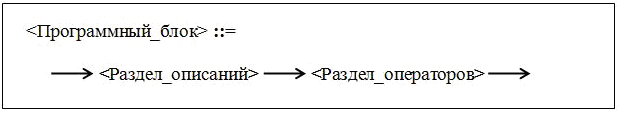 <Программный_блок> ::=
<Раздел_описаний> <Раздел_операторов>